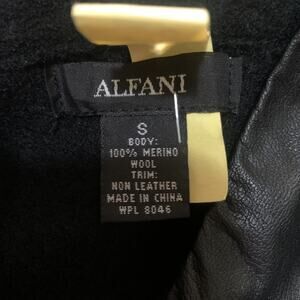 ALFANI
S
BODY:
100% MERINO
WOOL
TRIM:
NON LEATHER
MADE IN CHINA
WPL 8046